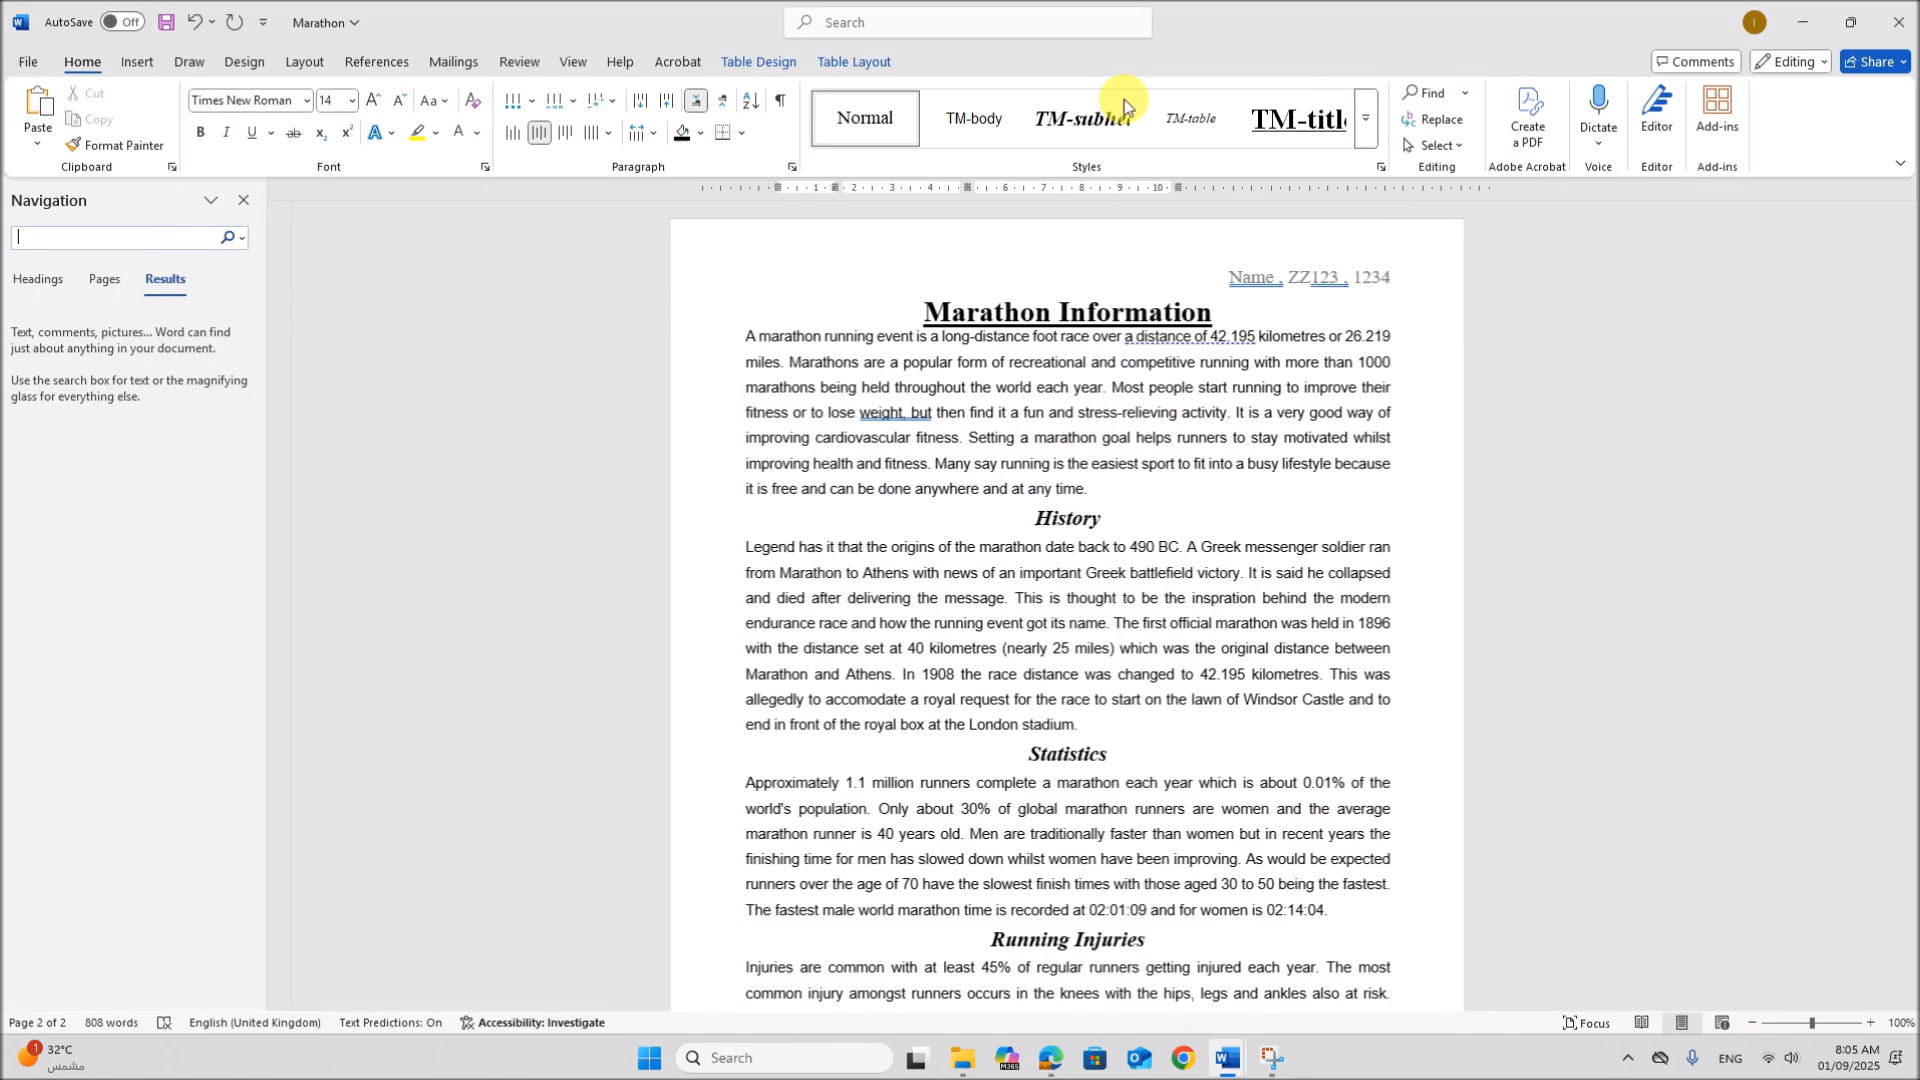 AutoSave Off Marathon Search
File Home Insert Draw Design Layout References Mailings Review View Help Acrobat Table Design Table Layout Comments Editing Share
Paste Cut Copy Format Painter Clipboard
Times New Roman 14 Font
Paragraph
Normal TM-body TM-subhe TM-table TM-titl Styles
Find Replace Select Editing
Create a PDF Adobe Acrobat
Dictate Voice
Editor Editor
Add-ins Add-ins
Navigation
Headings Pages Results
Text, comments, pictures... Word can find
just about anything in your document.
Use the search box for text or the magnifying
glass for everything else.
1 2 3 4 6 7 8 9 10
Name , ZZ123 , 1234
Marathon Information
A marathon running event is a long-distance foot race over a distance of 42.195 kilometres or 26.219
miles. Marathons are a popular form of recreational and competitive running with more than 1000
marathons being held throughout the world each year. Most people start running to improve their
fitness or to lose weight, but then find it a fun and stress-relieving activity. It is a very good way of
improving cardiovascular fitness. Setting a marathon goal helps runners to stay motivated whilst
improving health and fitness. Many say running is the easiest sport to fit into a busy lifestyle because
it is free and can be done anywhere and at any time.
History
Legend has it that the origins of the marathon date back to 490 BC. A Greek messenger soldier ran
from Marathon to Athens with news of an important Greek battlefield victory. It is said he collapsed
and died after delivering the message. This is thought to be the inspration behind the modern
endurance race and how the running event got its name. The first official marathon was held in 1896
with the distance set at 40 kilometres (nearly 25 miles) which was the original distance between
Marathon and Athens. In 1908 the race distance was changed to 42.195 kilometres. This was
allegedly to accomodate a royal request for the race to start on the lawn of Windsor Castle and to
end in front of the royal box at the London stadium.
Statistics
Approximately 1.1 million runners complete a marathon each year which is about 0.01% of the
world's population. Only about 30% of global marathon runners are women and the average
marathon runner is 40 years old. Men are traditionally faster than women but in recent years the
finishing time for men has slowed down whilst women have been improving. As would be expected
runners over the age of 70 have the slowest finish times with those aged 30 to 50 being the fastest.
The fastest male world marathon time is recorded at 02:01:09 and for women is 02:14:04.
Running Injuries
Injuries are common with at least 45% of regular runners getting injured each year. The most
common injury amongst runners occurs in the knees with the hips, legs and ankles also at risk.
Page 2 of 2 808 words English (United Kingdom) Text Predictions: On Accessibility: Investigate Focus 100%
1 32°C
مشمس
Search
ENG
8:05 AM
01/09/2025